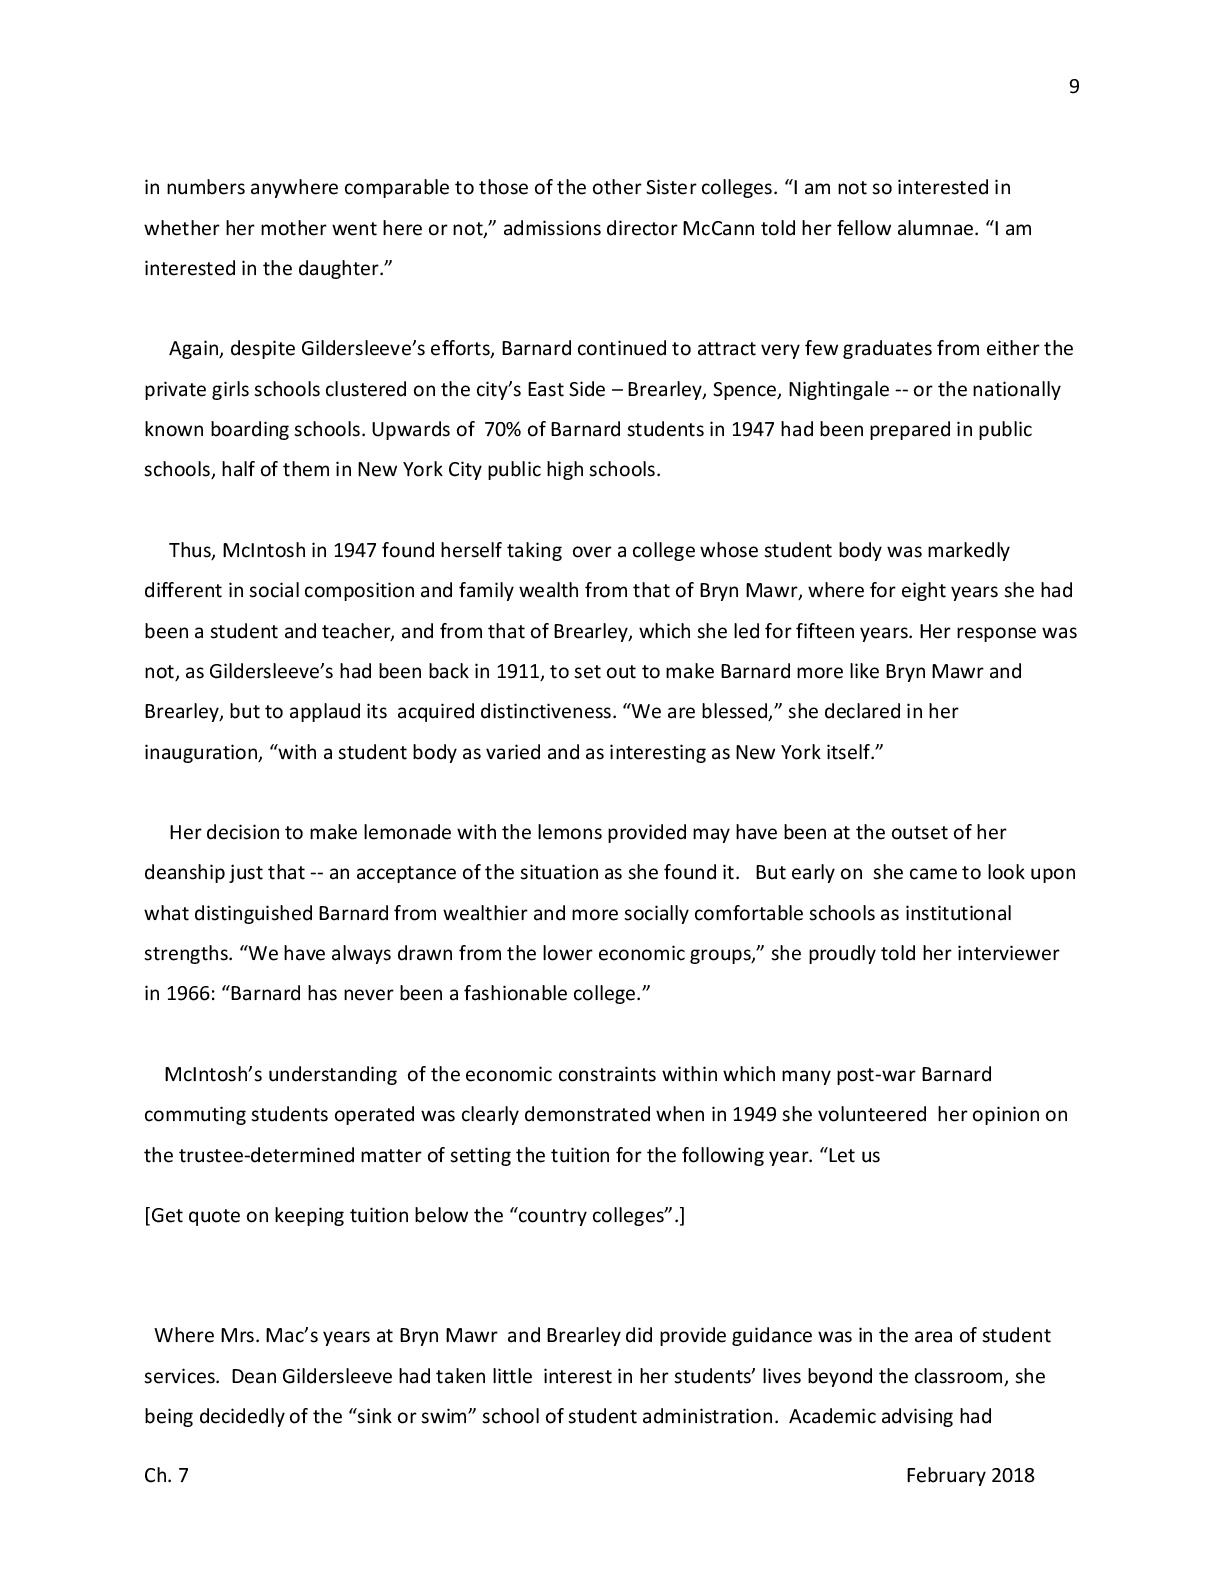 9
in numbers anywhere comparable to those of the other Sister colleges. “I am not so interested in
whether her mother went here or not,” admissions director McCann told her fellow alumnae. “I am
interested in the daughter.”
Again, despite Gildersleeve’s efforts, Barnard continued to attract very few graduates from either the
private girls schools clustered on the city’s East Side – Brearley, Spence, Nightingale -- or the nationally
known boarding schools. Upwards of 70% of Barnard students in 1947 had been prepared in public
schools, half of them in New York City public high schools.
Thus, McIntosh in 1947 found herself taking over a college whose student body was markedly
different in social composition and family wealth from that of Bryn Mawr, where for eight years she had
been a student and teacher, and from that of Brearley, which she led for fifteen years. Her response was
not, as Gildersleeve’s had been back in 1911, to set out to make Barnard more like Bryn Mawr and
Brearley, but to applaud its acquired distinctiveness. “We are blessed,” she declared in her
inauguration, “with a student body as varied and as interesting as New York itself.”
Her decision to make lemonade with the lemons provided may have been at the outset of her
deanship just that -- an acceptance of the situation as she found it. But early on she came to look upon
what distinguished Barnard from wealthier and more socially comfortable schools as institutional
strengths. “We have always drawn from the lower economic groups,” she proudly told her interviewer
in 1966: “Barnard has never been a fashionable college.”
McIntosh’s understanding of the economic constraints within which many post-war Barnard
commuting students operated was clearly demonstrated when in 1949 she volunteered her opinion on
the trustee-determined matter of setting the tuition for the following year. “Let us
[Get quote on keeping tuition below the “country colleges”.]
Where Mrs. Mac’s years at Bryn Mawr and Brearley did provide guidance was in the area of student
services. Dean Gildersleeve had taken little interest in her students’ lives beyond the classroom, she
being decidedly of the “sink or swim” school of student administration. Academic advising had
Ch. 7 February 2018